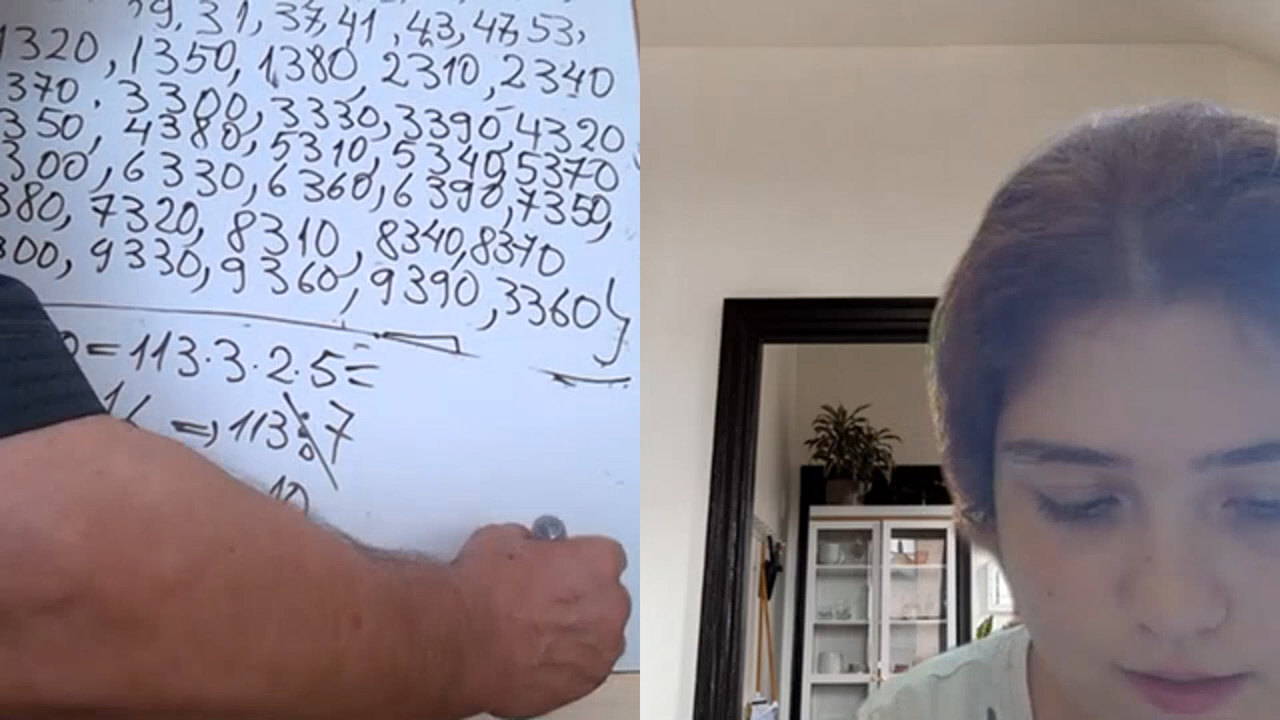 29, 31, 37, 41, 43, 47, 53,
1320, 1350, 1380, 2310, 2340
370, 3300, 3330, 3390, 4320
350, 4380, 5310, 5340, 5370
300, 6330, 6360, 6390, 7350,
380, 7320, 8310, 8340, 8370
300, 9330, 9360, 9390, 3360}
0=113·3·2·5=
=> 113⋮7
10